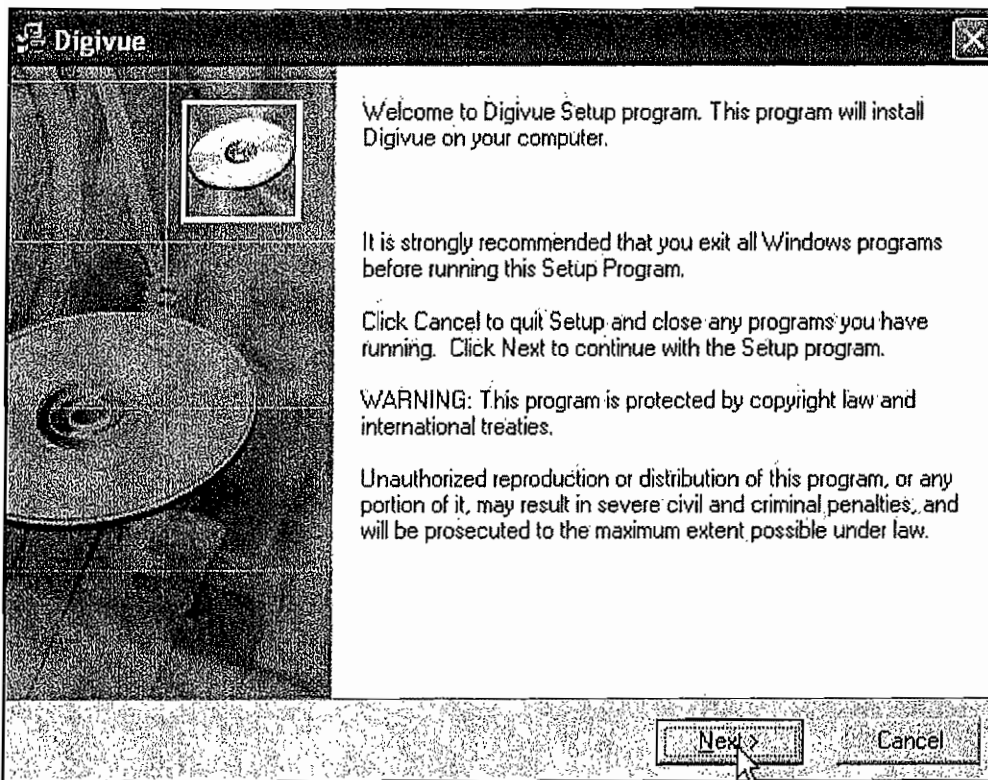 Digivue
Welcome to Digivue Setup program. This program will install
Digivue on your computer.
It is strongly recommended that you exit all Windows programs
before running this Setup Program.
Click Cancel to quit Setup and close any programs you have
running. Click Next to continue with the Setup program.
WARNING: This program is protected by copyright law and
international treaties.
Unauthorized reproduction or distribution of this program, or any
portion of it, may result in severe civil and criminal penalties, and
will be prosecuted to the maximum extent possible under law.
Next >
Cancel